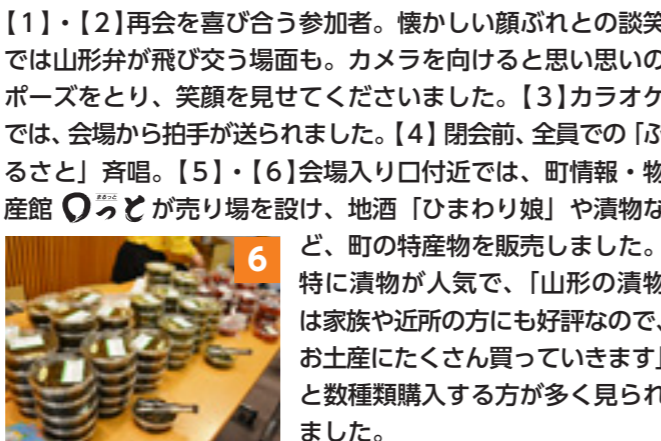 【1】・【2】再会を喜び合う参加者。懐かしい顔ぶれとの談笑
では山形弁が飛び交う場面も。カメラを向けると思い思いの
ポーズをとり、笑顔を見せてくださいました。【3】カラオケ
では、会場から拍手が送られました。【4】閉会前、全員での「ふ
るさと」斉唱。【5】・【6】会場入り口付近では、町情報・物
産館 〇っと が売り場を設け、地酒「ひまわり娘」や漬物な
ど、町の特産物を販売しました。
特に漬物が人気で、「山形の漬物
は家族や近所の方にも好評なので、
お土産にたくさん買っていきます」
と数種類購入する方が多く見られ
ました。
6